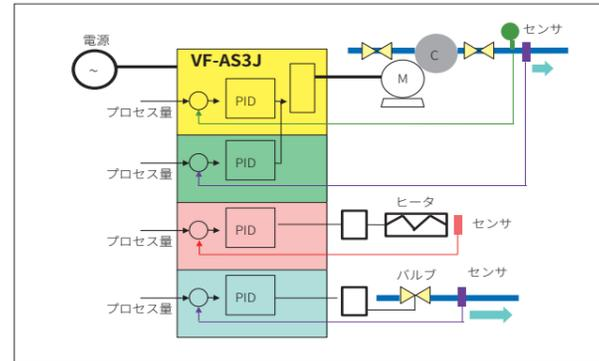 電源
センサ
~
VF-AS3J
C
M
PID
プロセス量
PID
プロセス量
ヒータ
PID
センサ
プロセス量
バルブ
センサ
PID
プロセス量